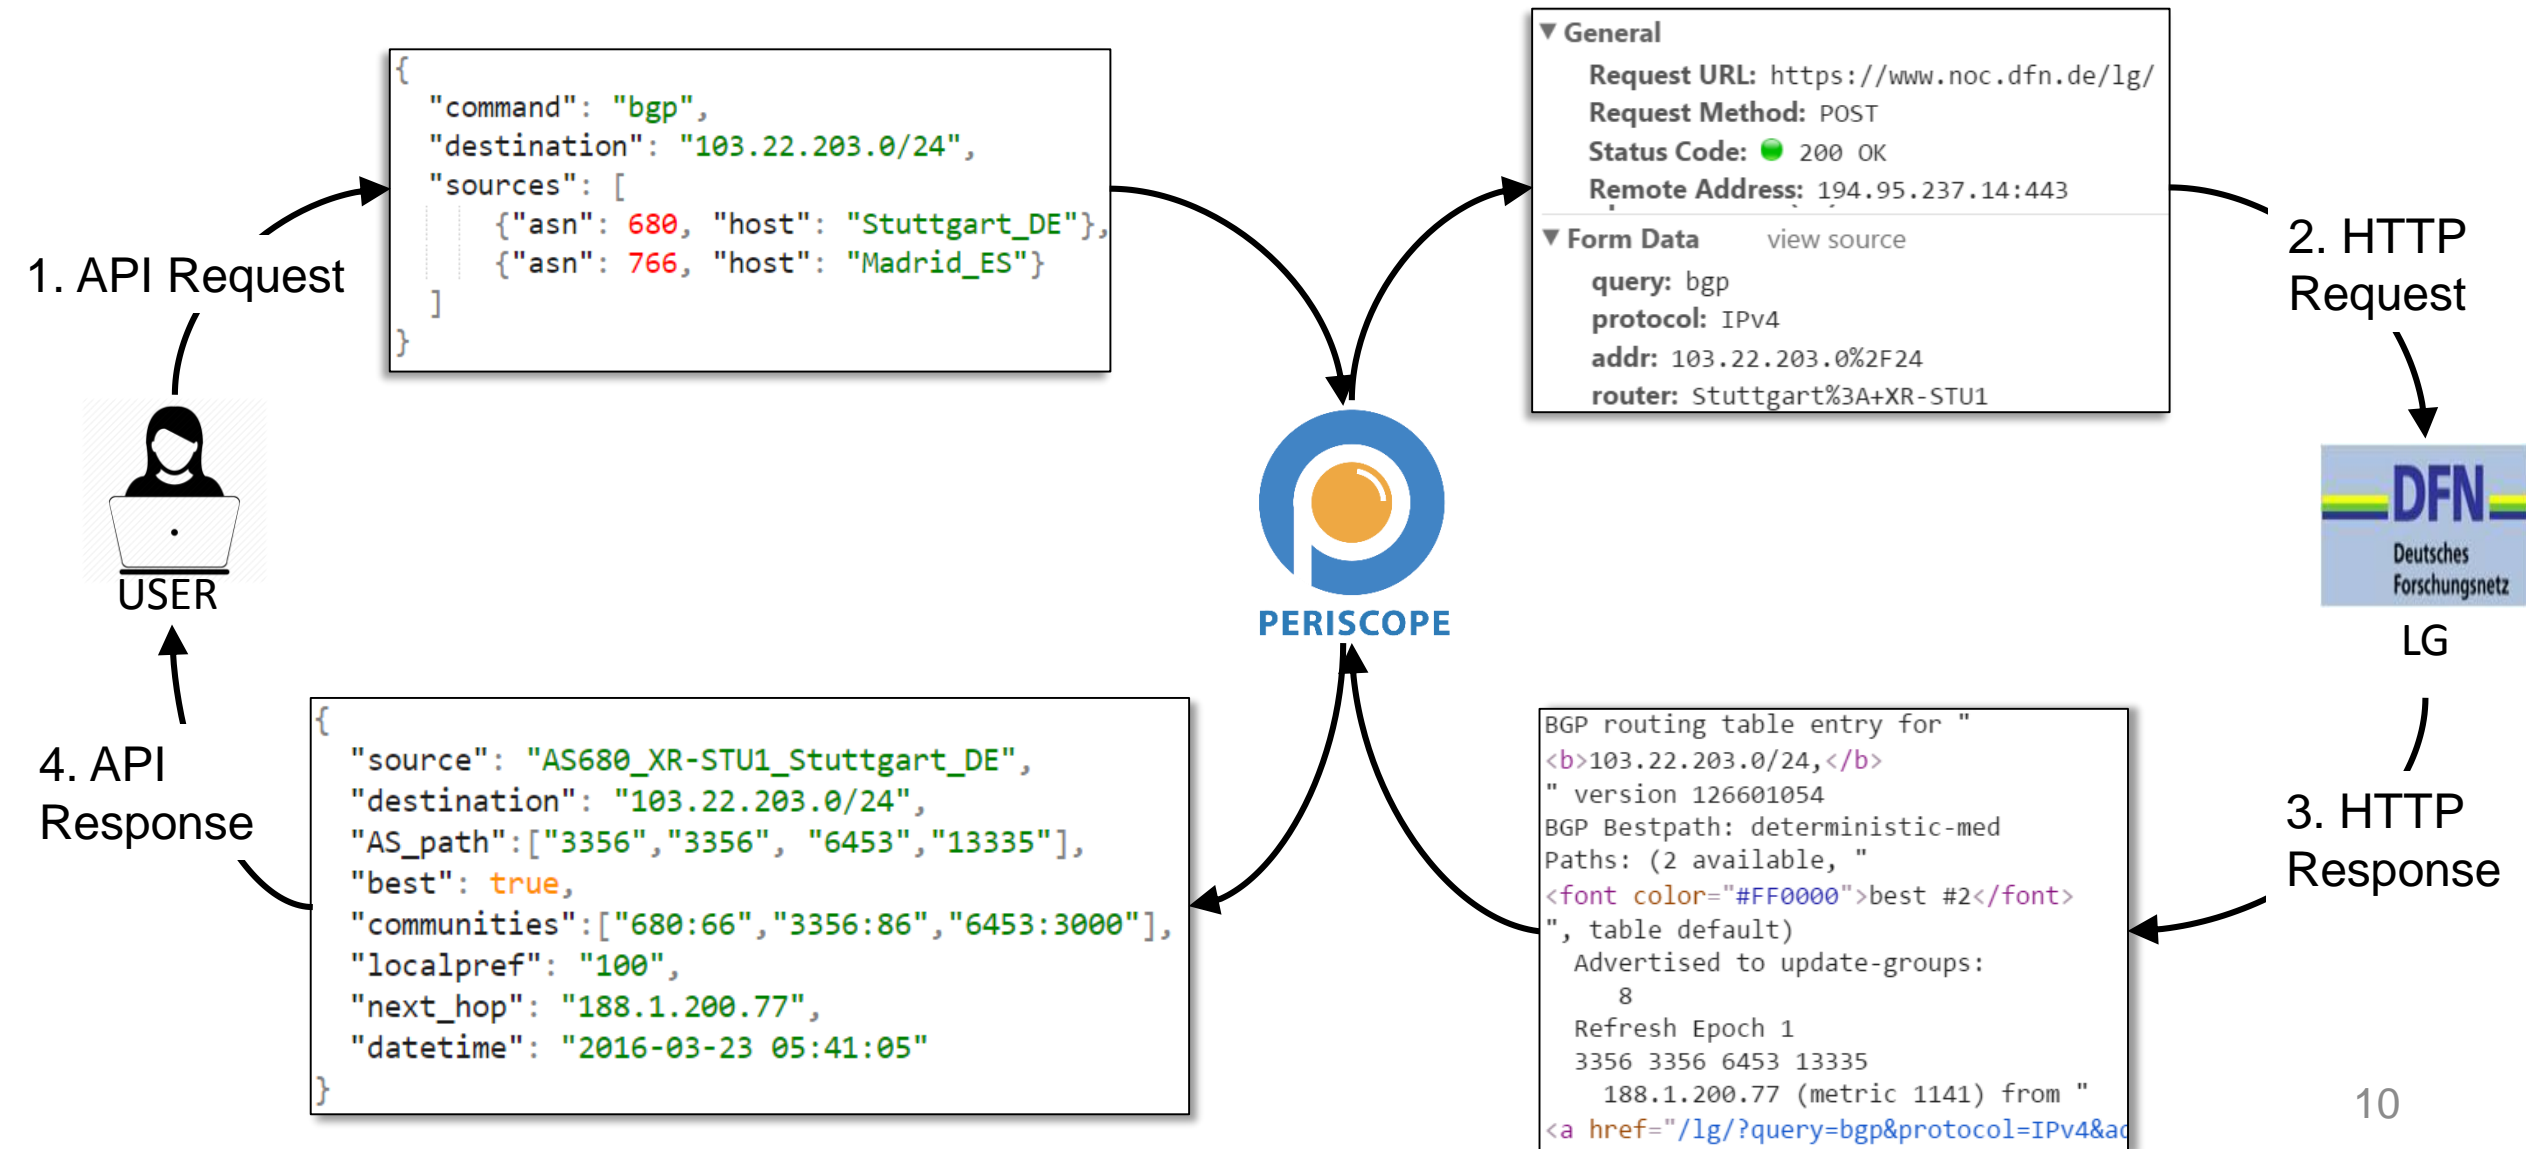 1. API Request
{
"command": "bgp",
"destination": "103.22.203.0/24",
"sources": [
{"asn": 680, "host": "Stuttgart_DE"},
{"asn": 766, "host": "Madrid_ES"}
]
}
USER
PERISCOPE
General
Request URL: https://www.noc.dfn.de/lg/
Request Method: POST
Status Code: 200 OK
Remote Address: 194.95.237.14:443
Form Data view source
query: bgp
protocol: IPv4
addr: 103.22.203.0%2F24
router: Stuttgart%3A+XR-STU1
2. HTTP
Request
DFN
Deutsches
Forschungsnetz
LG
3. HTTP
Response
BGP routing table entry for "
<b>103.22.203.0/24,</b>
" version 126601054
BGP Bestpath: deterministic-med
Paths: (2 available, "
<font color="#FF0000">best #2</font>
", table default)
Advertised to update-groups:
8
Refresh Epoch 1
3356 3356 6453 13335
188.1.200.77 (metric 1141) from "
<a href="/lg/?query=bgp&protocol=IPv4&ad
4. API
Response
{
"source": "AS680_XR-STU1_Stuttgart_DE",
"destination": "103.22.203.0/24",
"AS_path":["3356","3356", "6453","13335"],
"best": true,
"communities":["680:66","3356:86","6453:3000"],
"localpref": "100",
"next_hop": "188.1.200.77",
"datetime": "2016-03-23 05:41:05"
}
10